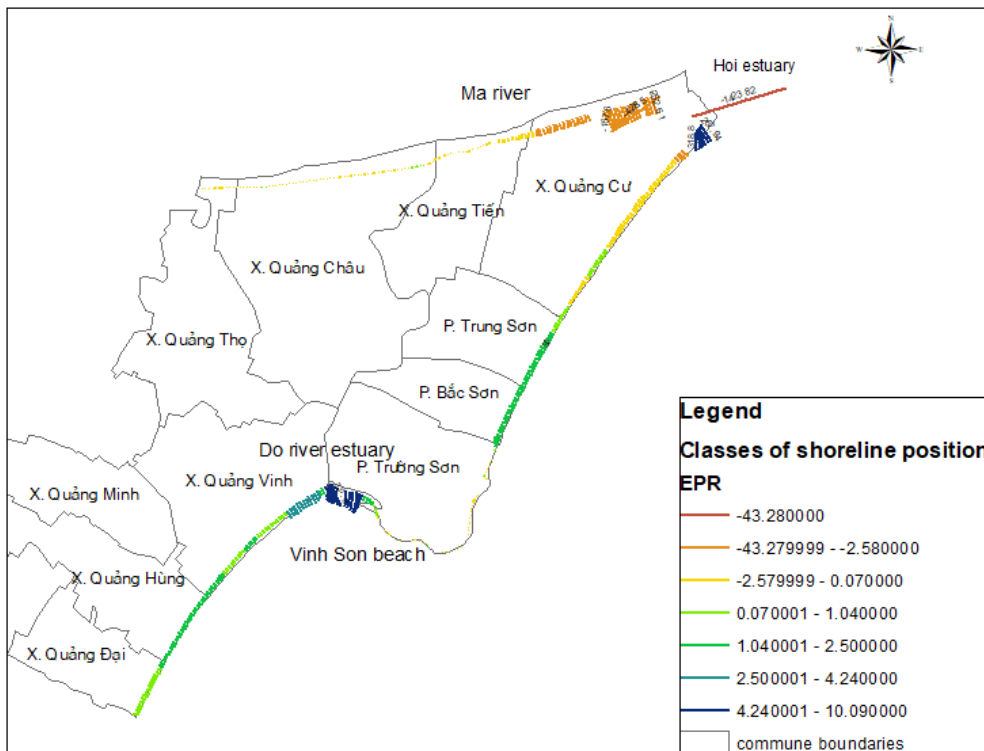 N
W E
S
Hoi estuary
Ma river
X. Quảng Cư
X. Quảng Tiến
X. Quảng Châu
P. Trung Sơn
X. Quảng Thọ
P. Bắc Sơn
Do river estuary
P. Trường Sơn
X. Quảng Vinh
X. Quảng Minh
Vinh Son beach
X. Quảng Hùng
X. Quảng Đại
Legend
Classes of shoreline position
EPR
-43.280000
-43.279999 - -2.580000
-2.579999 - 0.070000
0.070001 - 1.040000
1.040001 - 2.500000
2.500001 - 4.240000
4.240001 - 10.090000
commune boundaries